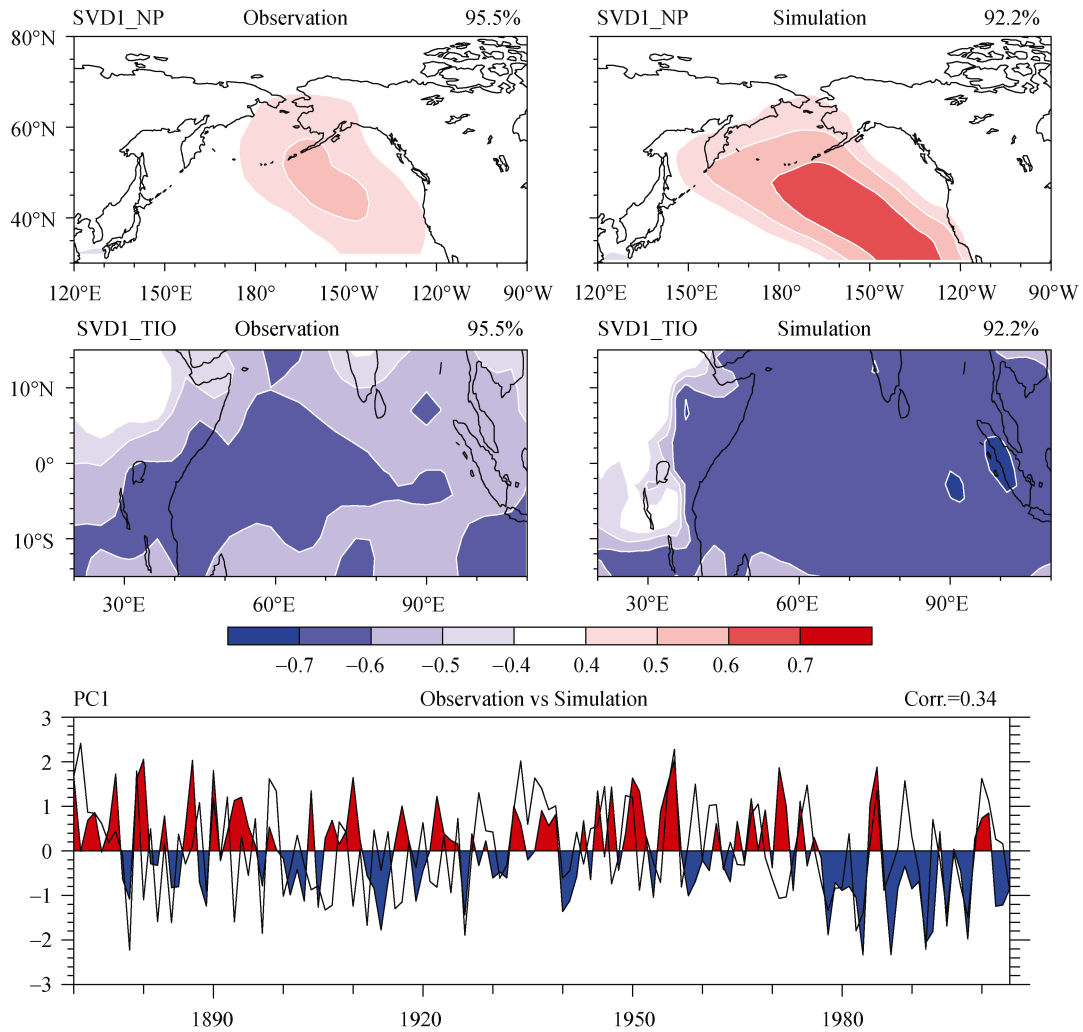 SVD1_NP Observation 95.5% SVD1_NP Simulation 92.2%
80°N
60°N
40°N
120°E 150°E 180° 150°W 120°W 90°W 120°E 150°E 180° 150°W 120°W 90°W
SVD1_TIO Observation 95.5% SVD1_TIO Simulation 92.2%
10°N
0°
10°S
30°E 60°E 90°E 30°E 60°E 90°E
−0.7 −0.6 −0.5 −0.4 0.4 0.5 0.6 0.7
PC1 Observation vs Simulation Corr.=0.34
3
2
1
0
−1
−2
−3
1890 1920 1950 1980